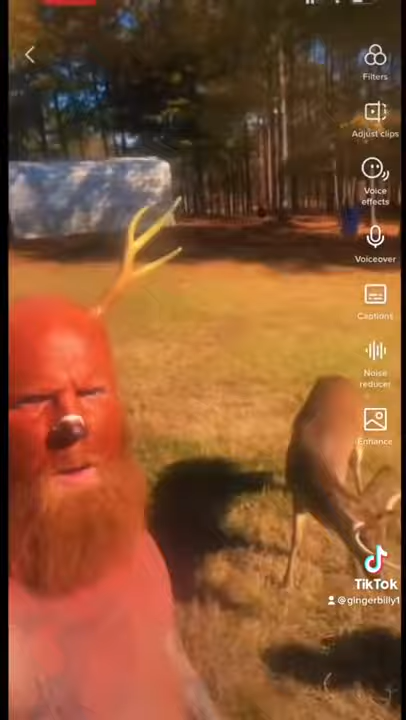 Filters
Adjust clips
Voice
effects
Voiceover
Captions
Noise
reducer
Enhance
TikTok
@gingerbilly1